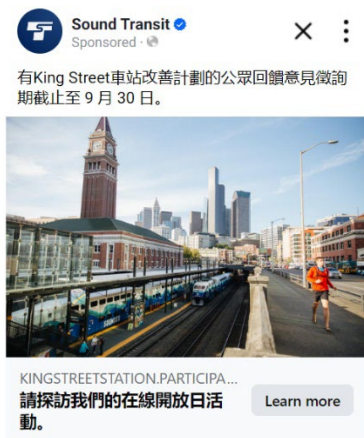 Sound Transit
Sponsored ·
有King Street車站改善計劃的公眾回饋意見徵詢
期截止至 9 月 30 日。
KINGSTREETSTATION.PARTICIPA...
請探訪我們的在線開放日活
動。
Learn more